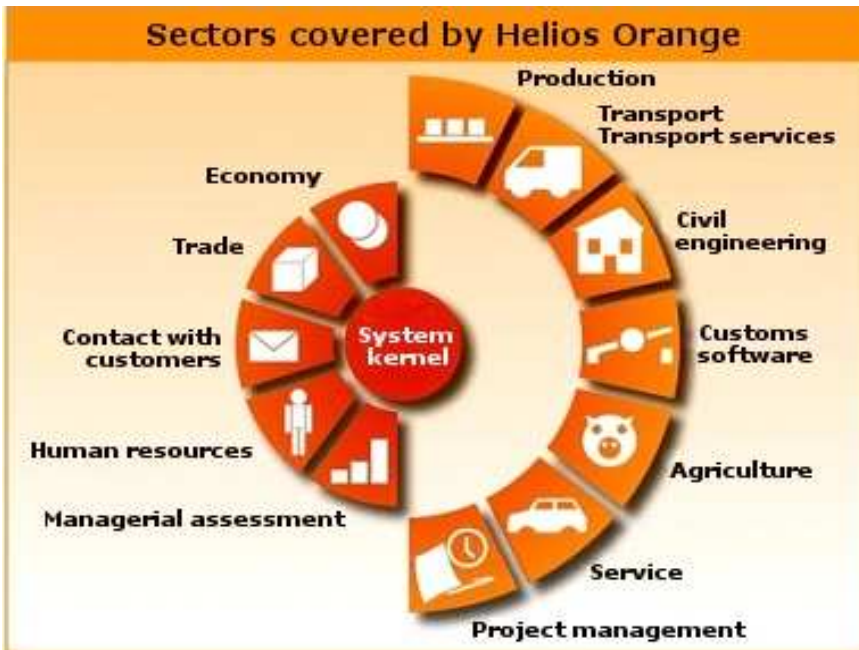 Sectors covered by Helios Orange
Production
Transport
Transport services
Economy
Civil
engineering
Trade
Contact with
customers
System
kernel
Customs
software
Human resources
Agriculture
Managerial assessment
Service
Project management